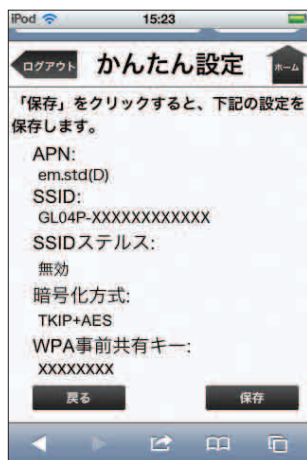 iPod 15:23
ログアウト かんたん設定 ホーム
「保存」をクリックすると、下記の設定を
保存します。
APN:
em.std(D)
SSID:
GL04P-XXXXXXXXXXXX
SSIDステルス:
無効
暗号化方式:
TKIP+AES
WPA事前共有キー:
XXXXXXXX
戻る 保存